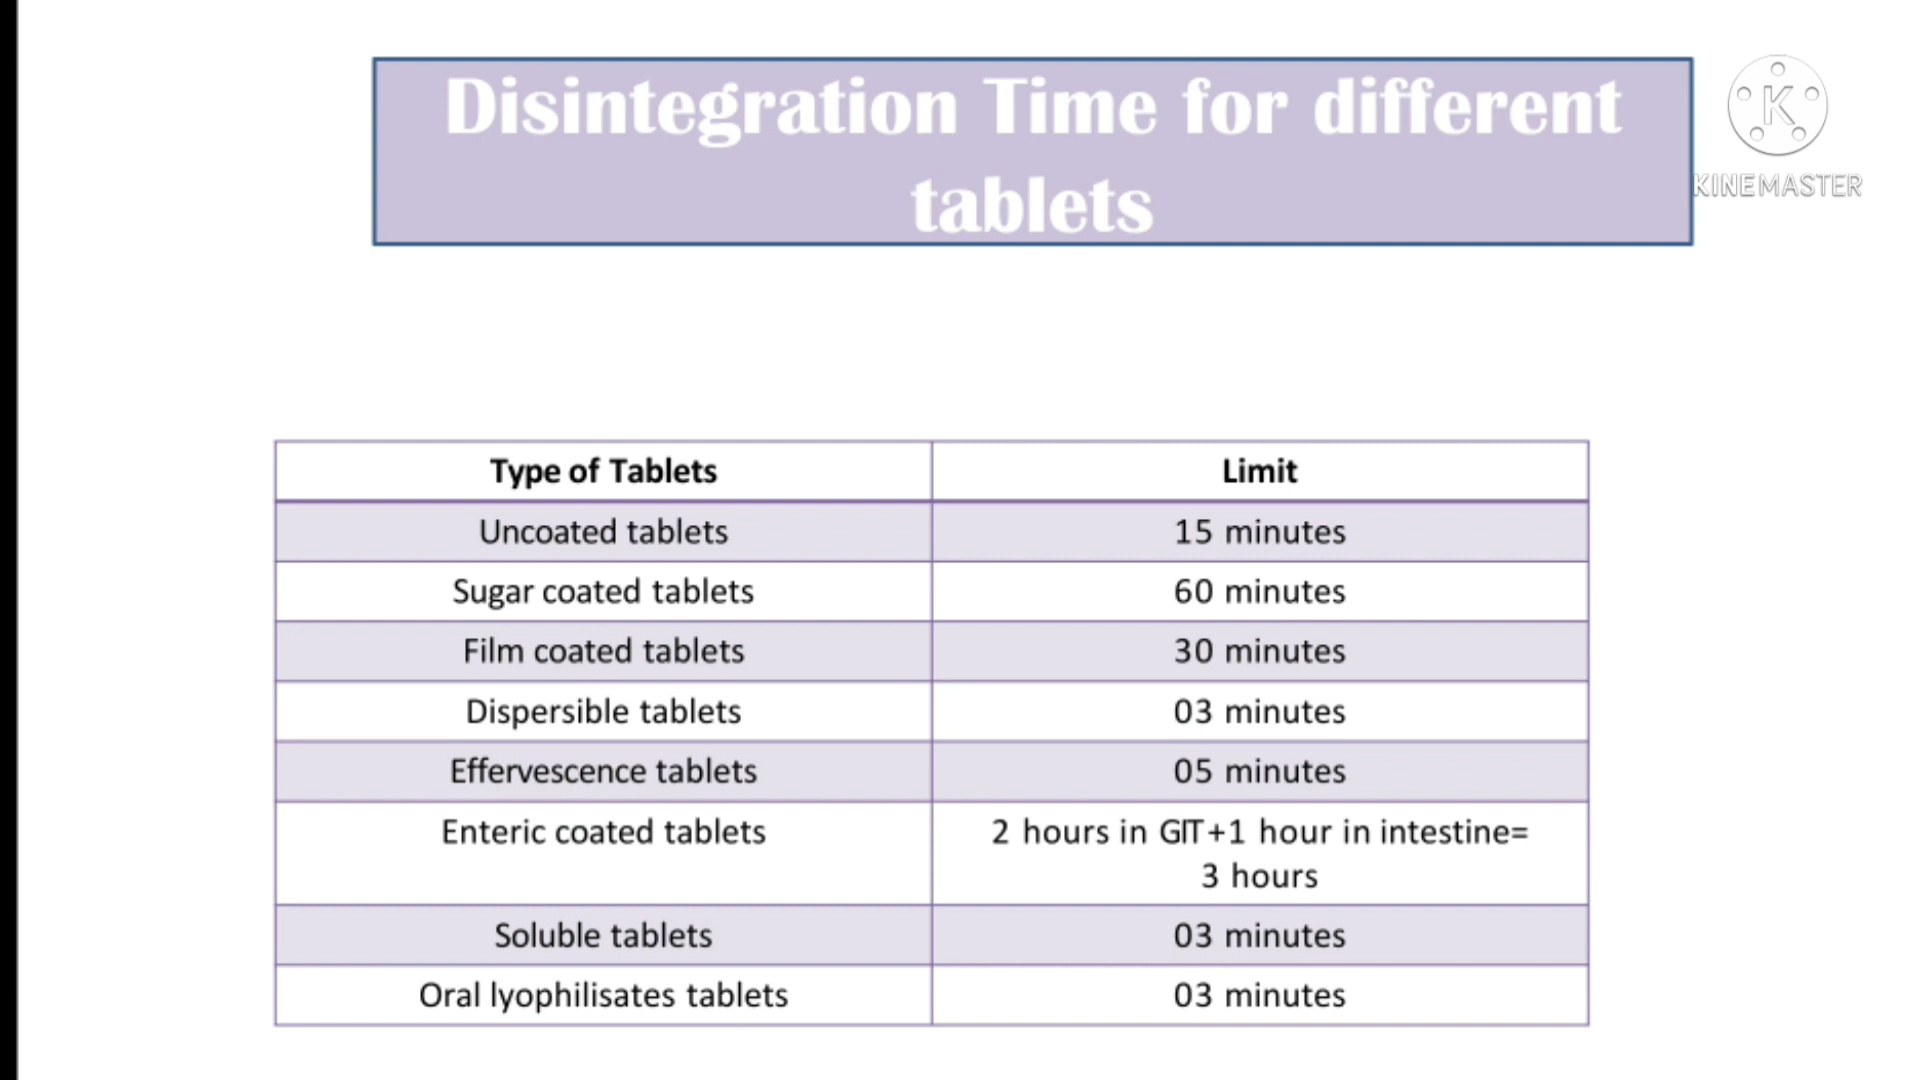 Disintegration Time for different
tablets
K
KINEMASTER
Type of Tablets Limit
Uncoated tablets 15 minutes
Sugar coated tablets 60 minutes
Film coated tablets 30 minutes
Dispersible tablets 03 minutes
Effervescence tablets 05 minutes
Enteric coated tablets 2 hours in GIT+1 hour in intestine=
3 hours
Soluble tablets 03 minutes
Oral lyophilisates tablets 03 minutes